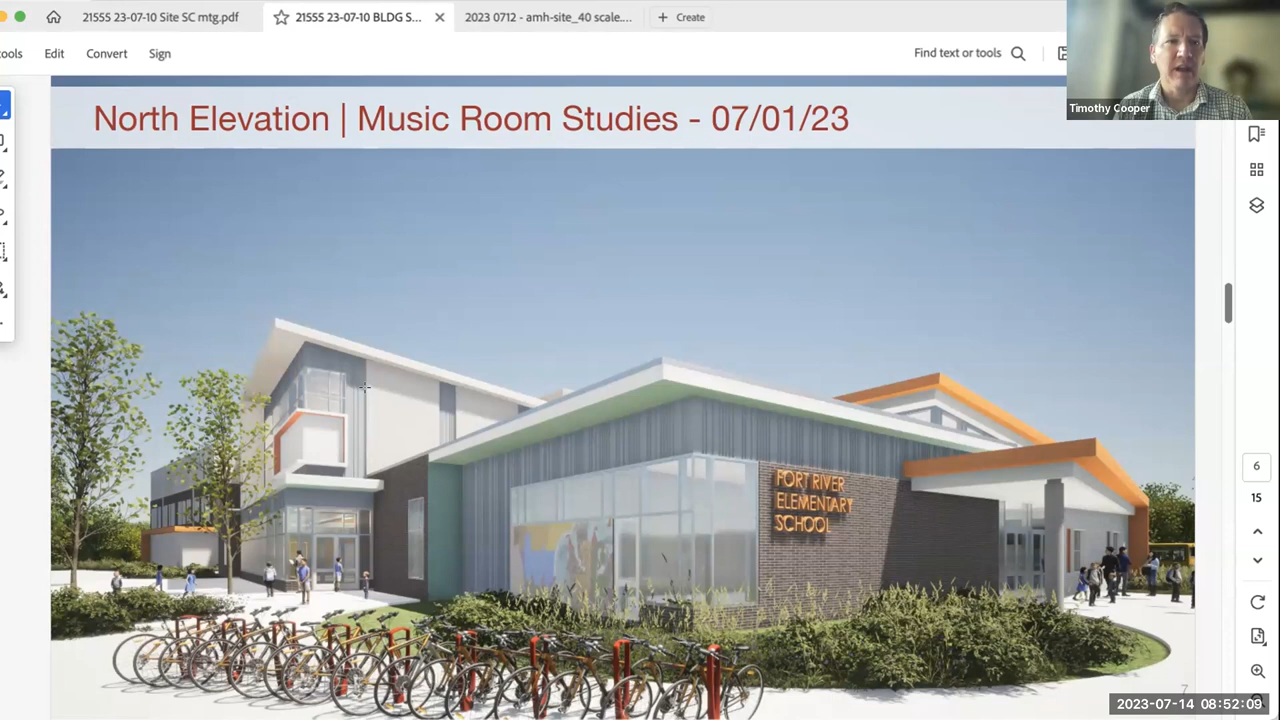 21555 23-07-10 Site SC mtg.pdf
21555 23-07-10 BLDG S...
2023 0712 - amh-site_40 scale....
Create
ools
Edit
Convert
Sign
Find text or tools
Timothy Cooper
North Elevation | Music Room Studies - 07/01/23
FORT RIVER
ELEMENTARY
SCHOOL
6
15
7
2023-07-14 08:52:09